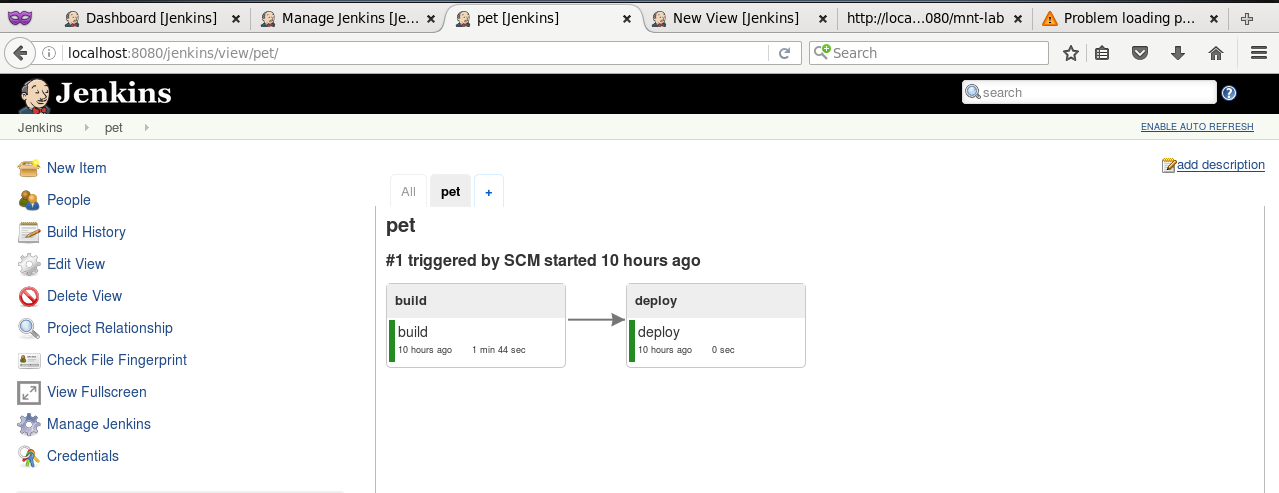 Dashboard [Jenkins]
Manage Jenkins [Je...
pet [Jenkins]
New View [Jenkins]
http://loca...080/mnt-lab
Problem loading p...
localhost:8080/jenkins/view/pet/
Search
Jenkins
search
Jenkins
pet
ENABLE AUTO REFRESH
New Item
People
Build History
Edit View
Delete View
Project Relationship
Check File Fingerprint
View Fullscreen
Manage Jenkins
Credentials
add description
All
pet
+
pet
#1 triggered by SCM started 10 hours ago
build
build
10 hours ago 1 min 44 sec
deploy
deploy
10 hours ago 0 sec